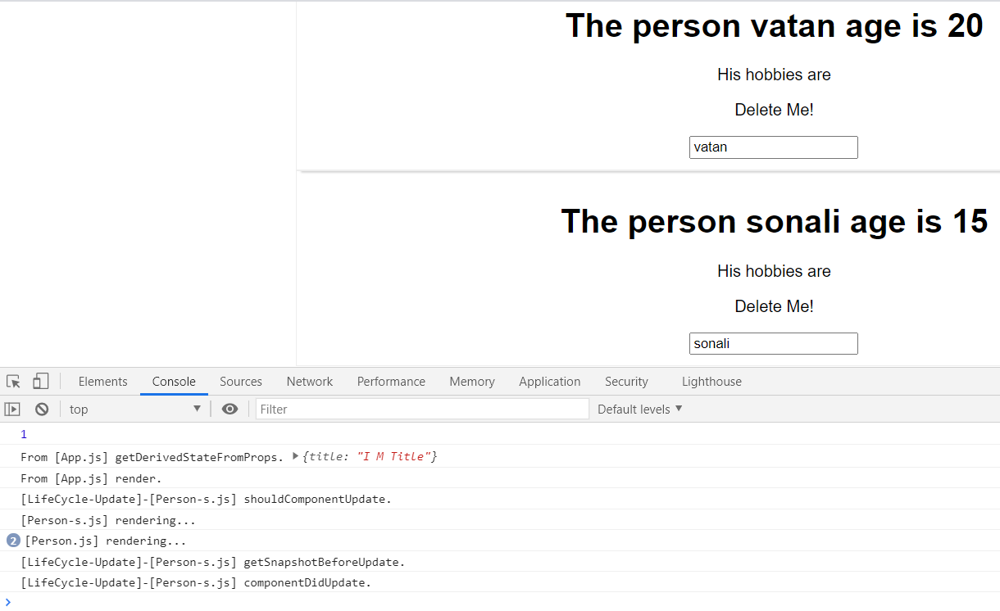 The person vatan age is 20
His hobbies are
Delete Me!
vatan
The person sonali age is 15
His hobbies are
Delete Me!
sonali
Elements Console Sources Network Performance Memory Application Security Lighthouse
top Filter Default levels
1
From [App.js] getDerivedStateFromProps. {title: "I M Title"}
From [App.js] render.
[LifeCycle-Update]-[Person-s.js] shouldComponentUpdate.
[Person-s.js] rendering...
2 [Person.js] rendering...
[LifeCycle-Update]-[Person-s.js] getSnapshotBeforeUpdate.
[LifeCycle-Update]-[Person-s.js] componentDidUpdate.